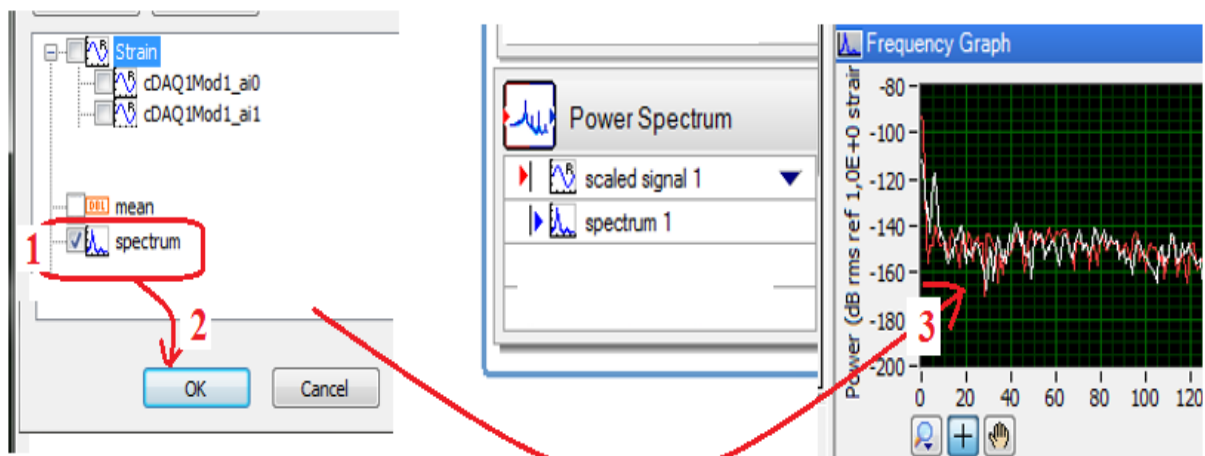 Strain
cDAQ1Mod1_ai0
cDAQ1Mod1_ai1
DBL mean
1 spectrum
2
OK Cancel
Power Spectrum
scaled signal 1
spectrum 1
Frequency Graph
Power (dB rms ref 1,0E+0 strain
-80
-100
-120
-140
-160
-180
-200
3
0 20 40 60 80 100 120